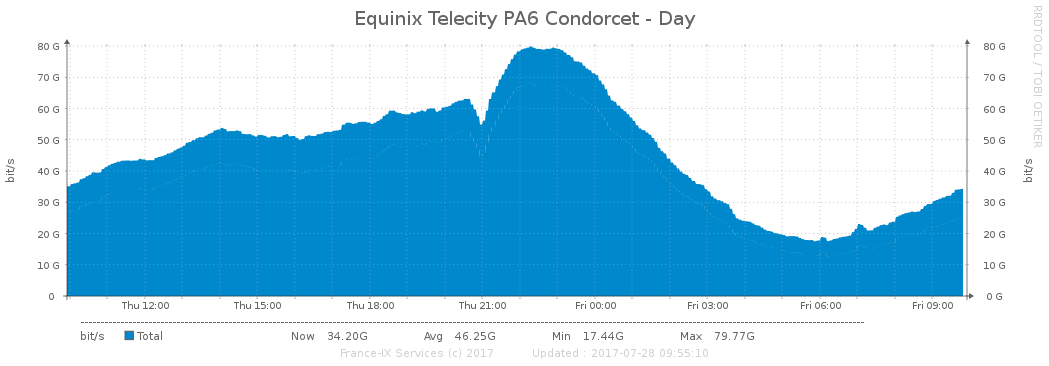 Equinix Telecity PA6 Condorcet - Day
RRDTOOL / TOBI OETIKER
80 G 80 G
70 G 70 G
60 G 60 G
50 G 50 G
40 G 40 G
30 G 30 G
20 G 20 G
10 G 10 G
0 0 G
bit/s bit/s
Thu 12:00 Thu 15:00 Thu 18:00 Thu 21:00 Fri 00:00 Fri 03:00 Fri 06:00 Fri 09:00
bit/s Total Now 34.20G Avg 46.25G Min 17.44G Max 79.77G
France-IX Services (c) 2017 Updated : 2017-07-28 09:55:10